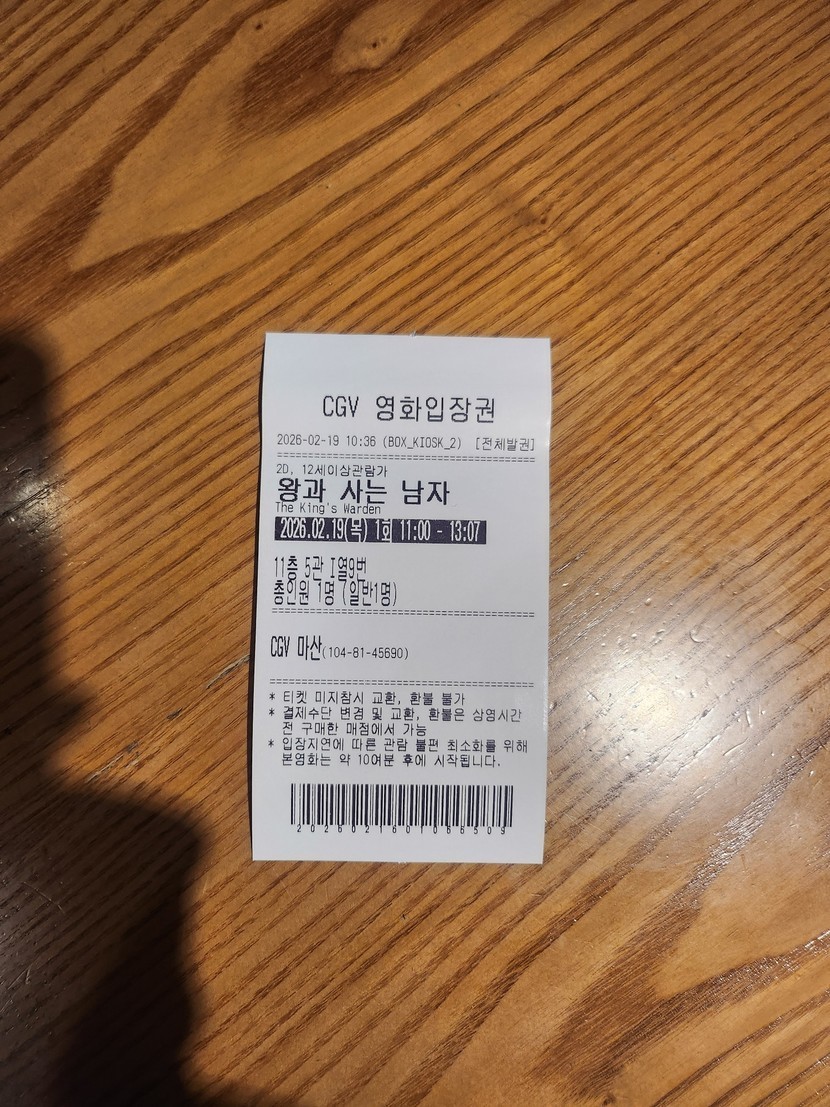 CGV 영화입장권
2026-02-19 10:36 (BOX_KIOSK_2) [전체발권]
2D, 12세이상관람가
왕과 사는 남자
The King's Warden
2026.02.19(목) 1회 11:00 - 13:07
11층 5관 I열9번
총인원 1명 (일반1명)
CGV 마산(104-81-45690)
* 티켓 미지참시 교환, 환불 불가
* 결제수단 변경 및 교환, 환불은 상영시간
전 구매한 매점에서 가능
* 입장지연에 따른 관람 불편 최소화를 위해
본영화는 약 10여분 후에 시작됩니다.